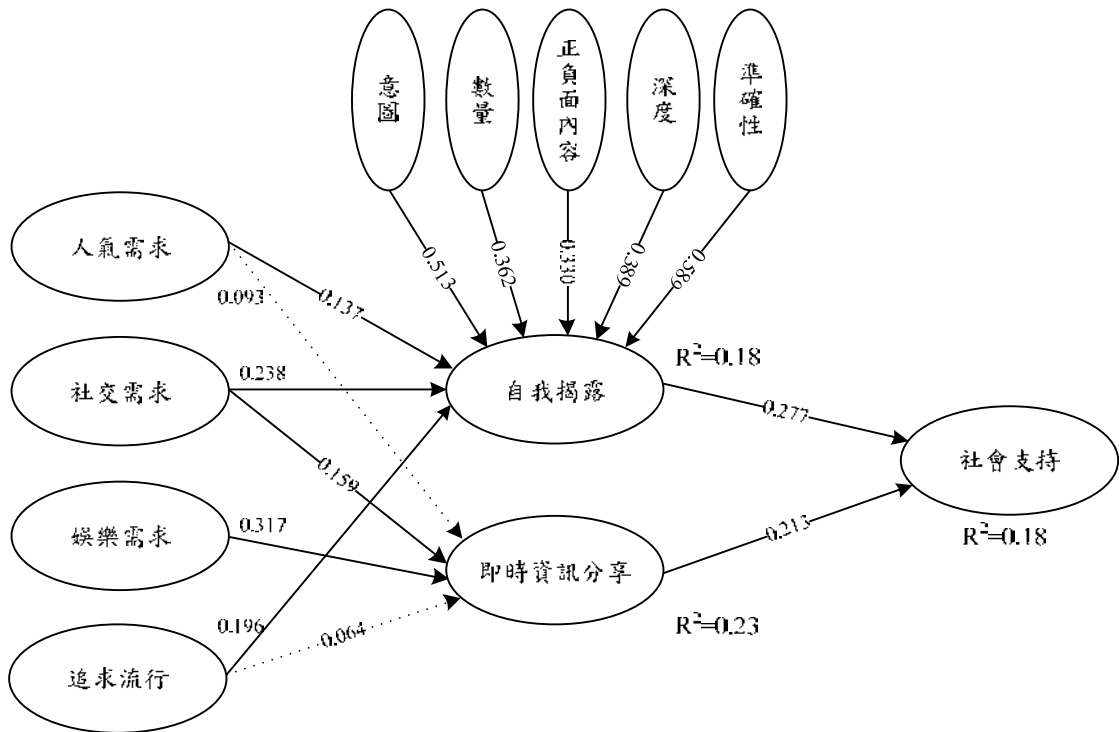 意圖
數量
正負面內容
深度
準確性
0.513
0.362
0.330
0.389
0.589
人氣需求
0.093
0.137
社交需求
0.238
0.159
自我揭露
R²=0.18
0.277
社會支持
R²=0.18
娛樂需求
0.317
即時資訊分享
0.213
R²=0.23
追求流行
0.196
0.064